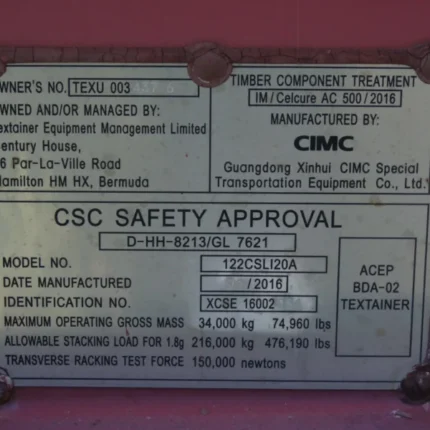 WNER'S NO. TEXU 003
WNED AND/OR MANAGED BY:
extainer Equipment Management Limited
entury House,
6 Par-La-Ville Road
amilton HM HX, Bermuda
TIMBER COMPONENT TREATMENT
IM/Celcure AC 500/2016
MANUFACTURED BY:
CIMC
Guangdong Xinhui CIMC Special
Transportation Equipment Co., Ltd.
CSC SAFETY APPROVAL
D-HH-8213/GL 7621
MODEL NO. 122CSLI20A
DATE MANUFACTURED /2016
IDENTIFICATION NO. XCSE 16002
MAXIMUM OPERATING GROSS MASS 34,000 kg 74,960 lbs
ALLOWABLE STACKING LOAD FOR 1.8g 216,000 kg 476,190 lbs
TRANSVERSE RACKING TEST FORCE 150,000 newtons
ACEP
BDA-02
TEXTAINER